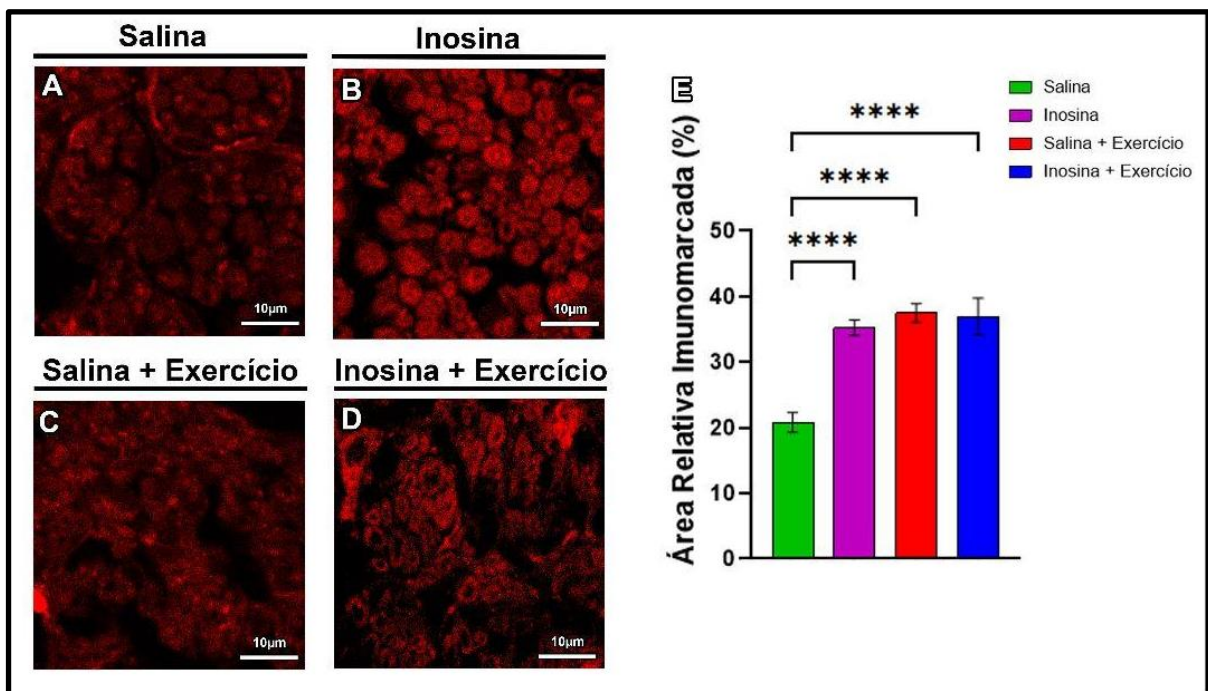 Salina
Inosina
A
10µm
B
10µm
Salina + Exercício
Inosina + Exercício
C
10µm
D
10µm
E
Salina
Inosina
Salina + Exercício
Inosina + Exercício
****
****
****
Área Relativa Imunomarcada (%)
50
40
30
20
10
0